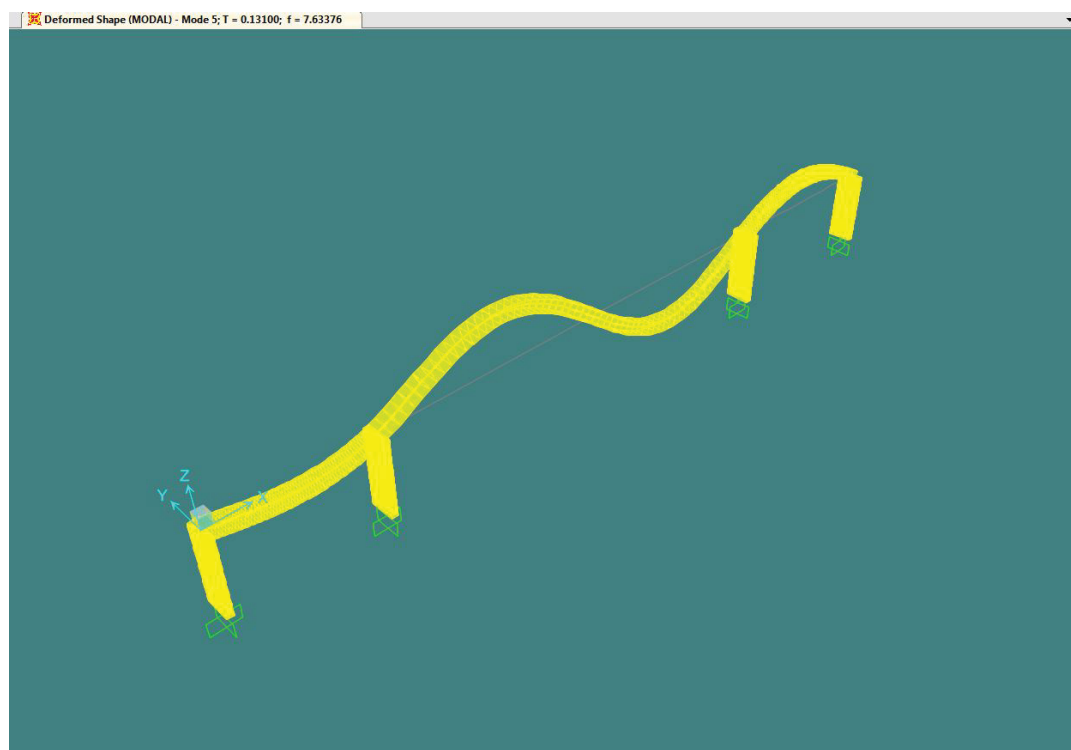 Deformed Shape (MODAL) - Mode 5; T = 0.13100; f = 7.63376
Z
Y
X